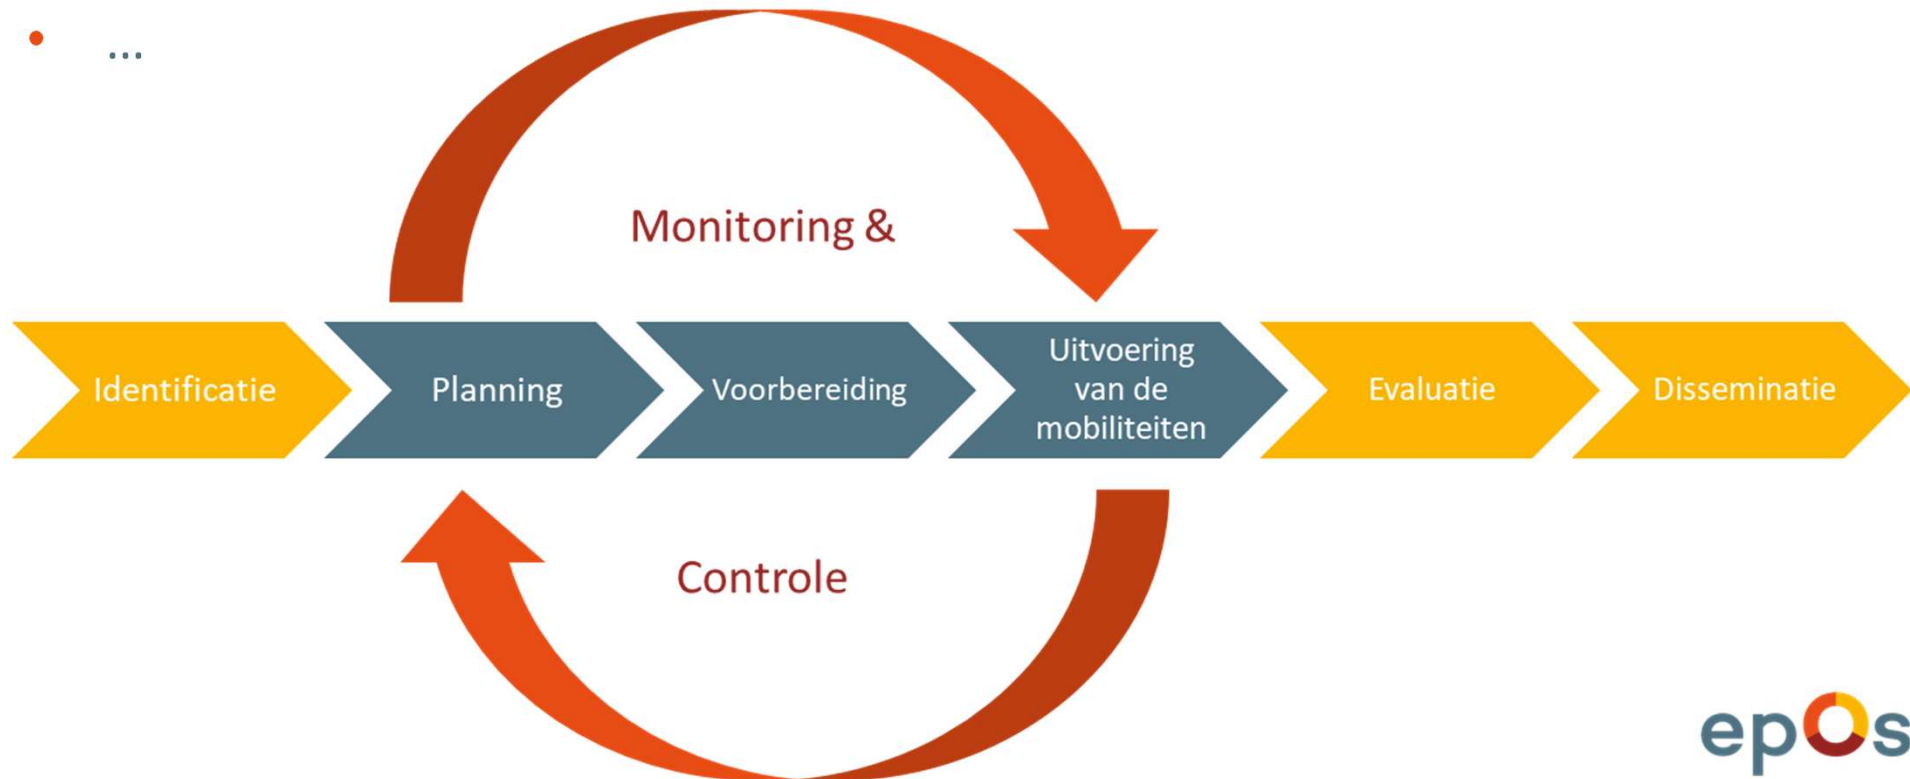 • ...
Monitoring &
Identificatie
Planning
Voorbereiding
Uitvoering
van de
mobiliteiten
Evaluatie
Disseminatie
Controle
epos